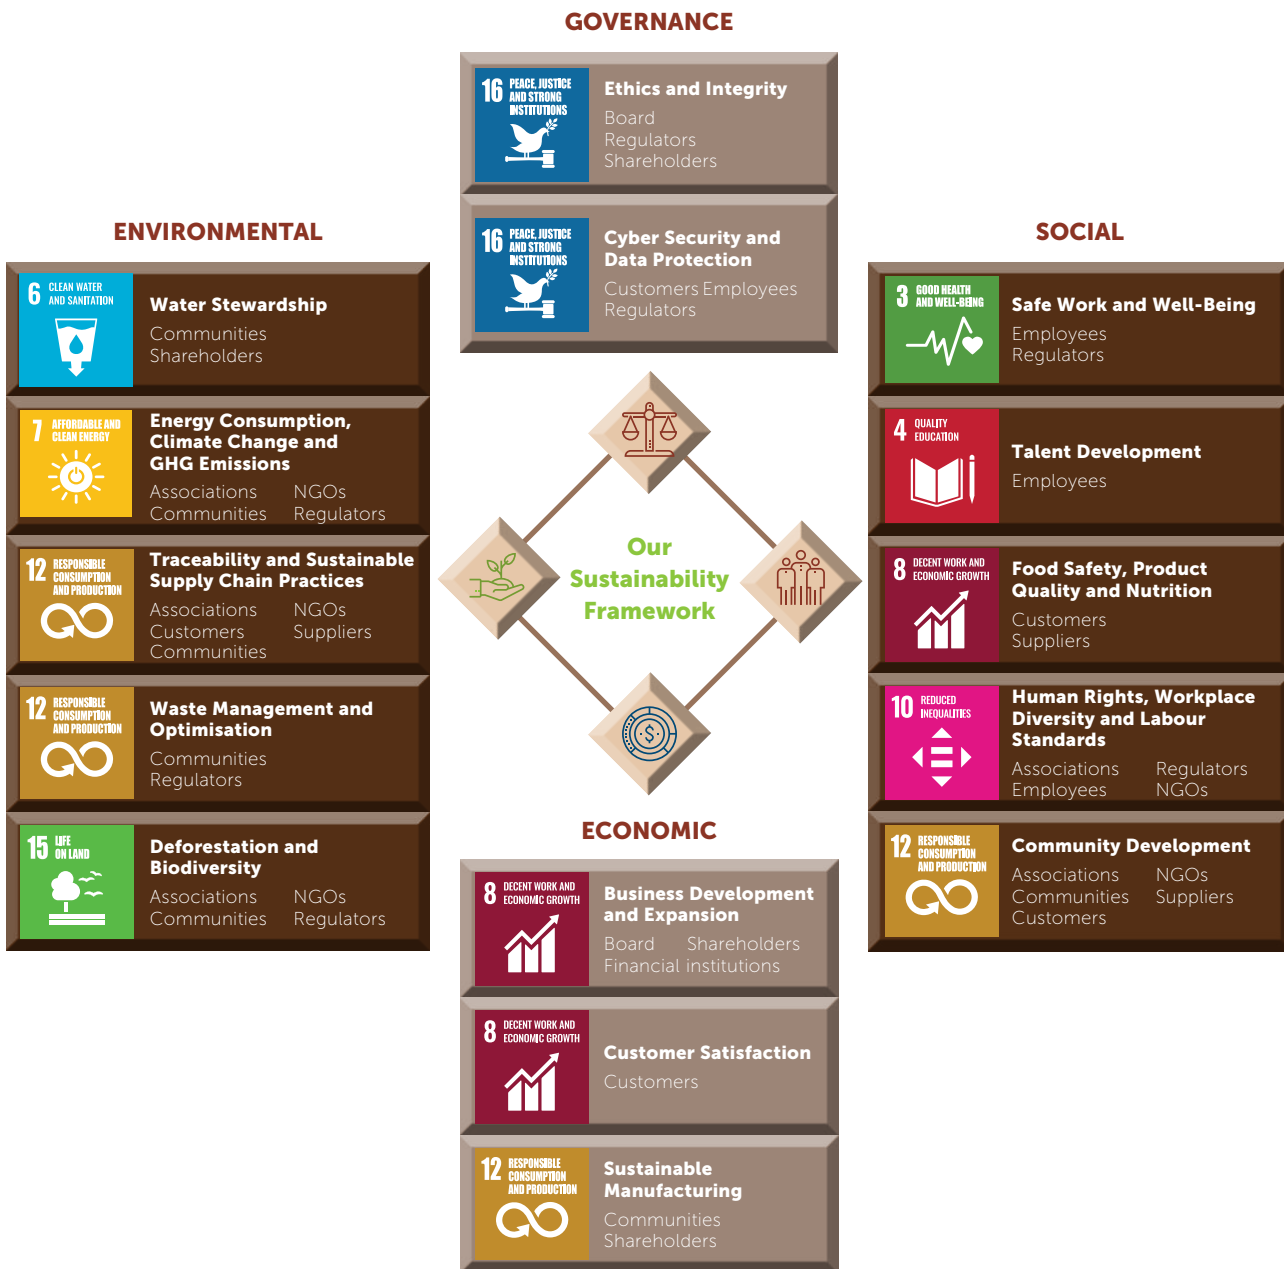 GOVERNANCE
16 PEACE, JUSTICE
AND STRONG
INSTITUTIONS
Ethics and Integrity
Board
Regulators
Shareholders
16 PEACE, JUSTICE
AND STRONG
INSTITUTIONS
Cyber Security and
Data Protection
Customers Employees
Regulators
ENVIRONMENTAL
6 CLEAN WATER
AND SANITATION
Water Stewardship
Communities
Shareholders
7 AFFORDABLE AND
CLEAN ENERGY
Energy Consumption,
Climate Change and
GHG Emissions
Associations NGOs
Communities Regulators
12 RESPONSIBLE
CONSUMPTION
AND PRODUCTION
Traceability and Sustainable
Supply Chain Practices
Associations NGOs
Customers Suppliers
Communities
12 RESPONSIBLE
CONSUMPTION
AND PRODUCTION
Waste Management and
Optimisation
Communities
Regulators
15 LIFE
ON LAND
Deforestation and
Biodiversity
Associations NGOs
Communities Regulators
Our
Sustainability
Framework
$
SOCIAL
3 GOOD HEALTH
AND WELL-BEING
Safe Work and Well-Being
Employees
Regulators
4 QUALITY
EDUCATION
Talent Development
Employees
8 DECENT WORK AND
ECONOMIC GROWTH
Food Safety, Product
Quality and Nutrition
Customers
Suppliers
10 REDUCED
INEQUALITIES
Human Rights, Workplace
Diversity and Labour
Standards
Associations Regulators
Employees NGOs
12 RESPONSIBLE
CONSUMPTION
AND PRODUCTION
Community Development
Associations NGOs
Communities Suppliers
Customers
ECONOMIC
8 DECENT WORK AND
ECONOMIC GROWTH
Business Development
and Expansion
Board Shareholders
Financial institutions
8 DECENT WORK AND
ECONOMIC GROWTH
Customer Satisfaction
Customers
12 RESPONSIBLE
CONSUMPTION
AND PRODUCTION
Sustainable
Manufacturing
Communities
Shareholders